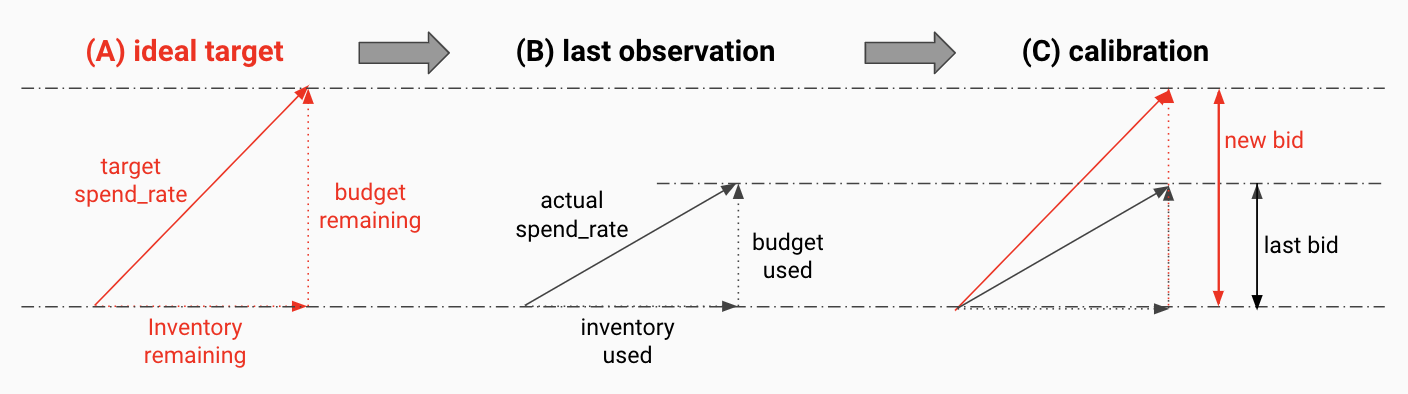 (A) ideal target
(B) last observation
(C) calibration
target
spend_rate
budget
remaining
Inventory
remaining
actual
spend_rate
budget
used
inventory
used
new bid
last bid